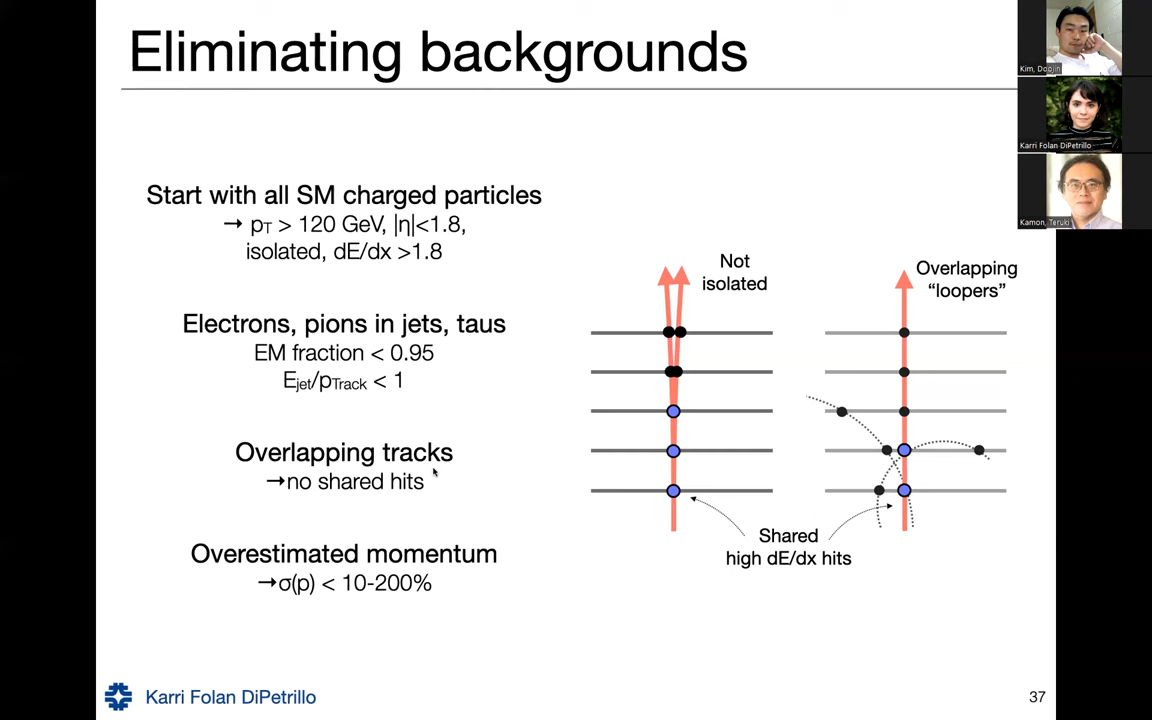 Eliminating backgrounds
Start with all SM charged particles
→ pT > 120 GeV, |η|<1.8,
isolated, dE/dx >1.8
Electrons, pions in jets, taus
EM fraction < 0.95
Ejet/pTrack < 1
Overlapping tracks
→no shared hits
Overestimated momentum
→σ(p) < 10-200%
Not
isolated
Overlapping
“loopers”
Shared
high dE/dx hits
Karri Folan DiPetrillo
37
Kim, Doojin
Karri Folan DiPetrillo
Kamon, Teruki